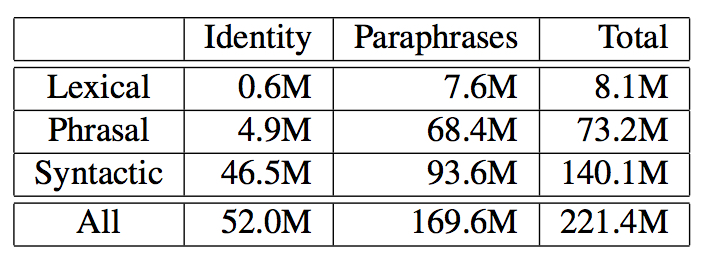 Identity Paraphrases Total
Lexical 0.6M 7.6M 8.1M
Phrasal 4.9M 68.4M 73.2M
Syntactic 46.5M 93.6M 140.1M
All 52.0M 169.6M 221.4M